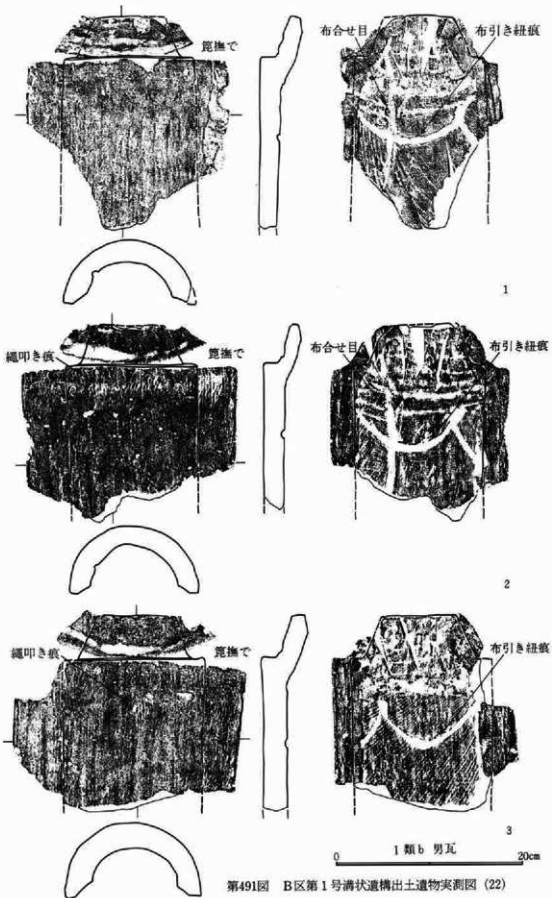 箆撫で
布合せ目
布引き紐痕
1
縄叩き痕
箆撫で
布合せ目
布引き紐痕
2
縄叩き痕
箆撫で
布引き紐痕
3
1類b 男瓦
0
20cm
第491図 B区第1号溝状遺構出土遺物実測図 (22)